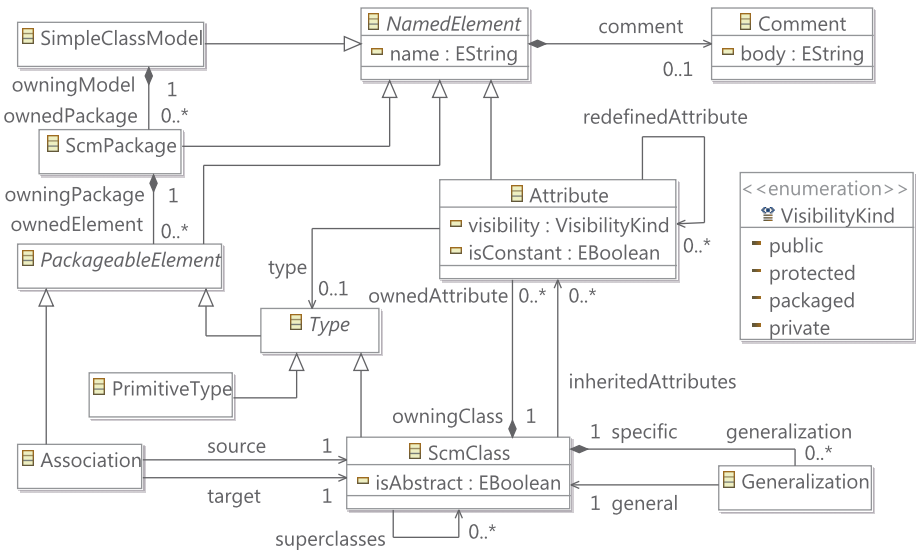 SimpleClassModel
NamedElement
name : EString
comment
0..1
Comment
body : EString
owningModel
1
ownedPackage
0..*
ScmPackage
redefinedAttribute
owningPackage
1
ownedElement
0..*
Attribute
visibility : VisibilityKind
isConstant : EBoolean
0..*
<<enumeration>>
VisibilityKind
public
protected
packaged
private
PackageableElement
type
0..1
ownedAttribute
0..*
0..*
Type
PrimitiveType
inheritedAttributes
owningClass
1
Association
source
1
target
1
ScmClass
isAbstract : EBoolean
1 specific
generalization
0..*
Generalization
1 general
superclasses
0..*